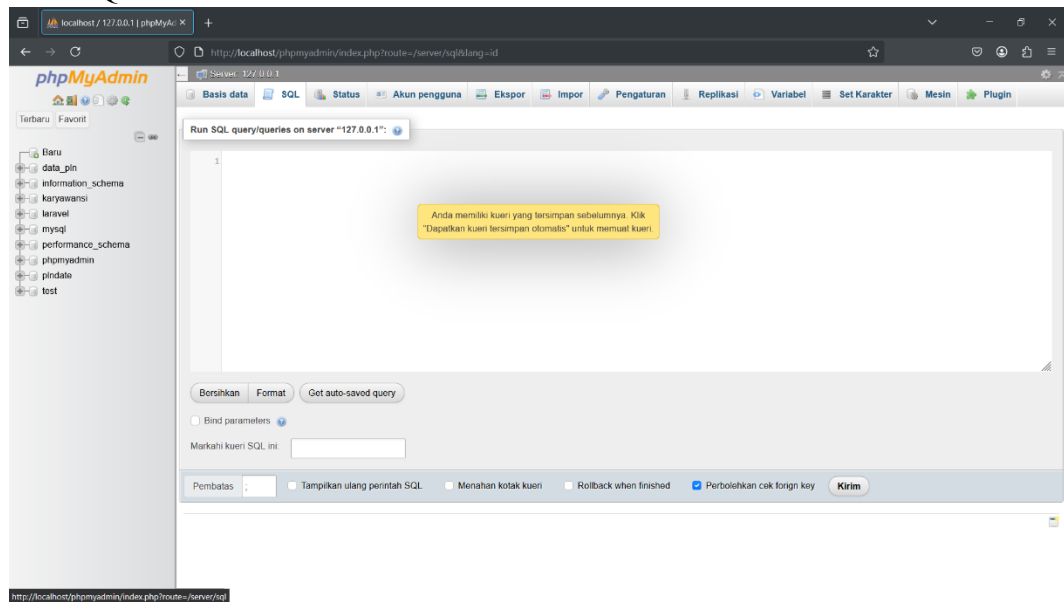 localhost / 127.0.0.1 | phpMyAd
http://localhost/phpmyadmin/index.php?route=/server/sql&lang=id
phpMyAdmin
Terbaru Favorit
Baru
data_pln
information_schema
karyawansi
laravel
mysql
performance_schema
phpmyadmin
plndate
test
Server: 127.0.0.1
Basis data SQL Status Akun pengguna Ekspor Impor Pengaturan Replikasi Variabel Set Karakter Mesin Plugin
Run SQL query/queries on server “127.0.0.1”:
1
Anda memiliki kueri yang tersimpan sebelumnya. Klik
"Dapatkan kueri tersimpan otomatis" untuk memuat kueri.
Bersihkan Format Get auto-saved query
Bind parameters
Markahi kueri SQL ini:
Pembatas ; Tampilkan ulang perintah SQL Menahan kotak kueri Rollback when finished Perbolehkan cek forign key Kirim
http://localhost/phpmyadmin/index.php?route=/server/sql